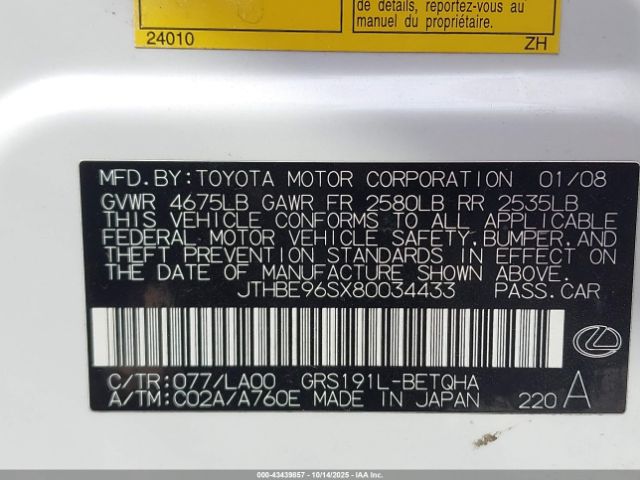 de details, reportez-vous au
manuel du propriétaire.
24010 ZH
MFD.BY:TOYOTA MOTOR CORPORATION 01/08
GVWR 4675LB GAWR FR 2580LB RR 2535LB
THIS VEHICLE CONFORMS TO ALL APPLICABLE
FEDERAL MOTOR VEHICLE SAFETY,BUMPER,AND
THEFT PREVENTION STANDARDS IN EFFECT ON
THE DATE OF MANUFACTURE SHOWN ABOVE.
JTHBE96SX80034433 PASS.CAR
C/TR:077/LA00 GRS191L-BETQHA
A/TM:C02A/A760E MADE IN JAPAN 220 A
000-43439857 | 10/14/2025 | IAAI.CA